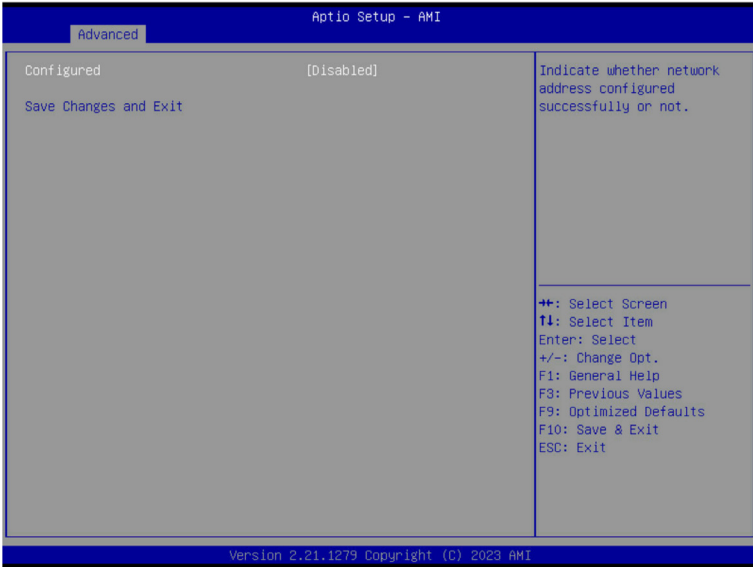 Aptio Setup – AMI
Advanced
Configured [Disabled]
Save Changes and Exit
Indicate whether network
address configured
successfully or not.
→←: Select Screen
↑↓: Select Item
Enter: Select
+/-: Change Opt.
F1: General Help
F3: Previous Values
F9: Optimized Defaults
F10: Save & Exit
ESC: Exit
Version 2.21.1279 Copyright (C) 2023 AMI